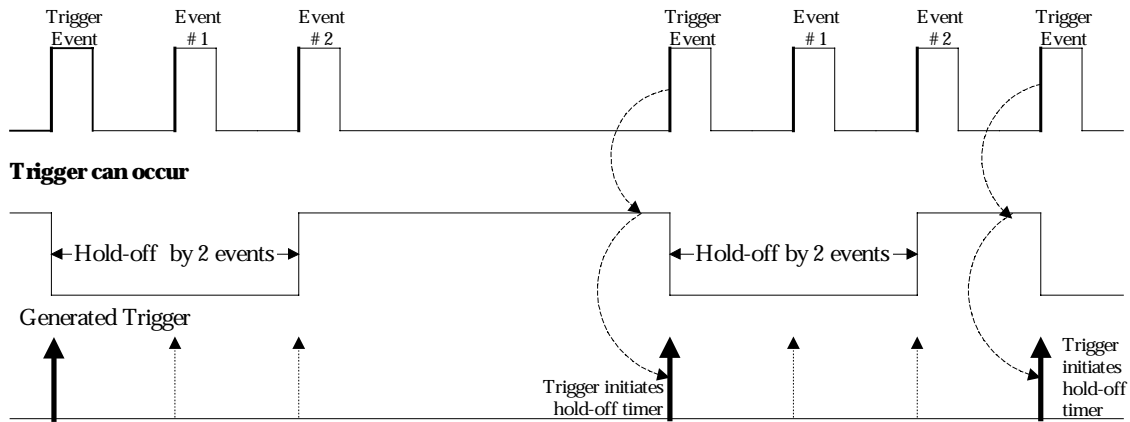 Trigger
Event
Event
#1
Event
#2
Trigger
Event
Event
#1
Event
#2
Trigger
Event
Trigger can occur
Hold-off by 2 events
Hold-off by 2 events
Generated Trigger
Trigger initiates
hold-off timer
Trigger
initiates
hold-off
timer